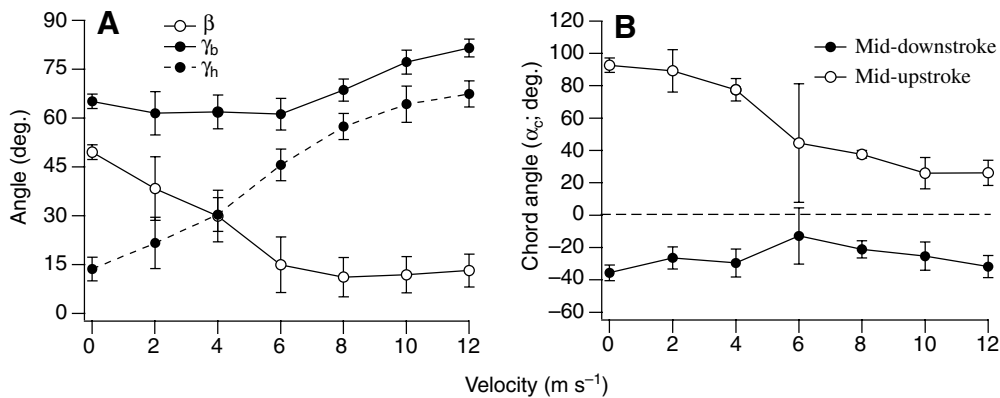 A
β
γb
γh
90
75
60
45
30
15
0
Angle (deg.)
0 2 4 6 8 10 12
B
Mid-downstroke
Mid-upstroke
120
100
80
60
40
20
0
−20
−40
−60
Chord angle (αc; deg.)
0 2 4 6 8 10 12
Velocity (m s−1)